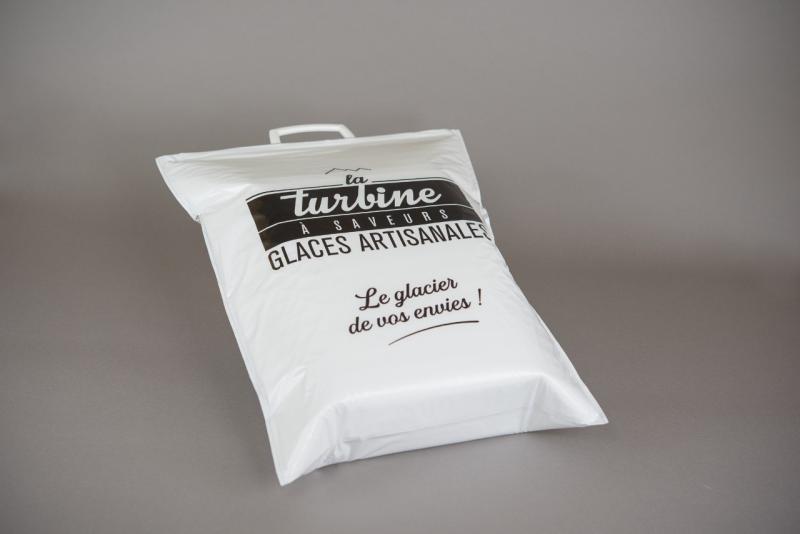 la
turbine
À SAVEURS
GLACES ARTISANALES
Le glacier
de vos envies !